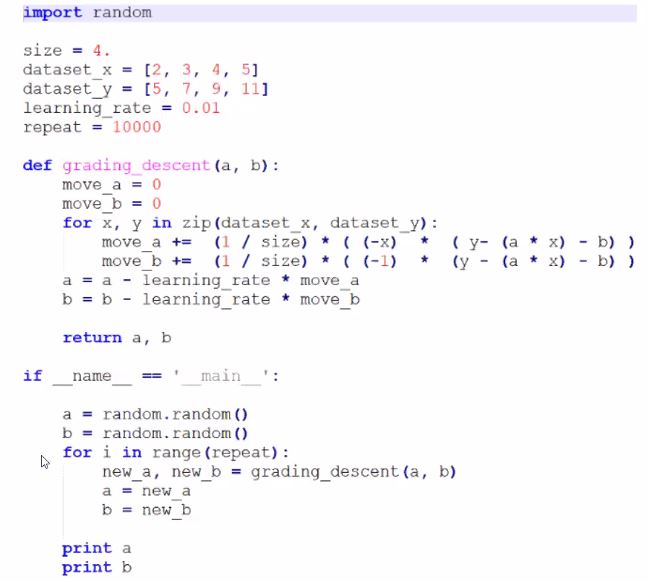 import random

size = 4.
dataset_x = [2, 3, 4, 5]
dataset_y = [5, 7, 9, 11]
learning_rate = 0.01
repeat = 10000

def grading_descent(a, b):
    move_a = 0
    move_b = 0
    for x, y in zip(dataset_x, dataset_y):
        move_a +=  (1 / size) * ( (-x)  *  ( y- (a * x) - b) )
        move_b +=  (1 / size) * ( (-1)  *  (y - (a * x) - b) )
    a = a - learning_rate * move_a
    b = b - learning_rate * move_b

    return a, b

if __name__ == '__main__':

    a = random.random()
    b = random.random()
    for i in range(repeat):
        new_a, new_b = grading_descent(a, b)
        a = new_a
        b = new_b

    print a
    print b